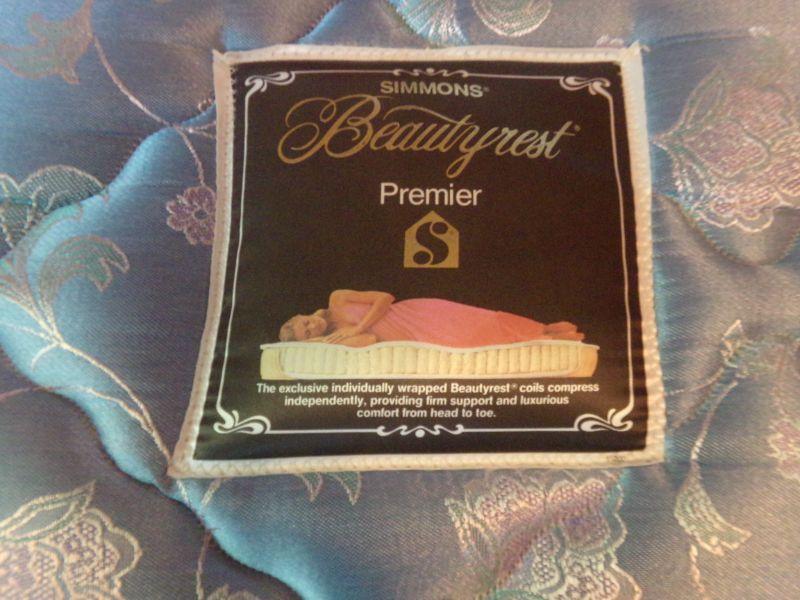 SIMMONS®
Beautyrest®
Premier
S
The exclusive individually wrapped Beautyrest® coils compress
independently, providing firm support and luxurious
comfort from head to toe.